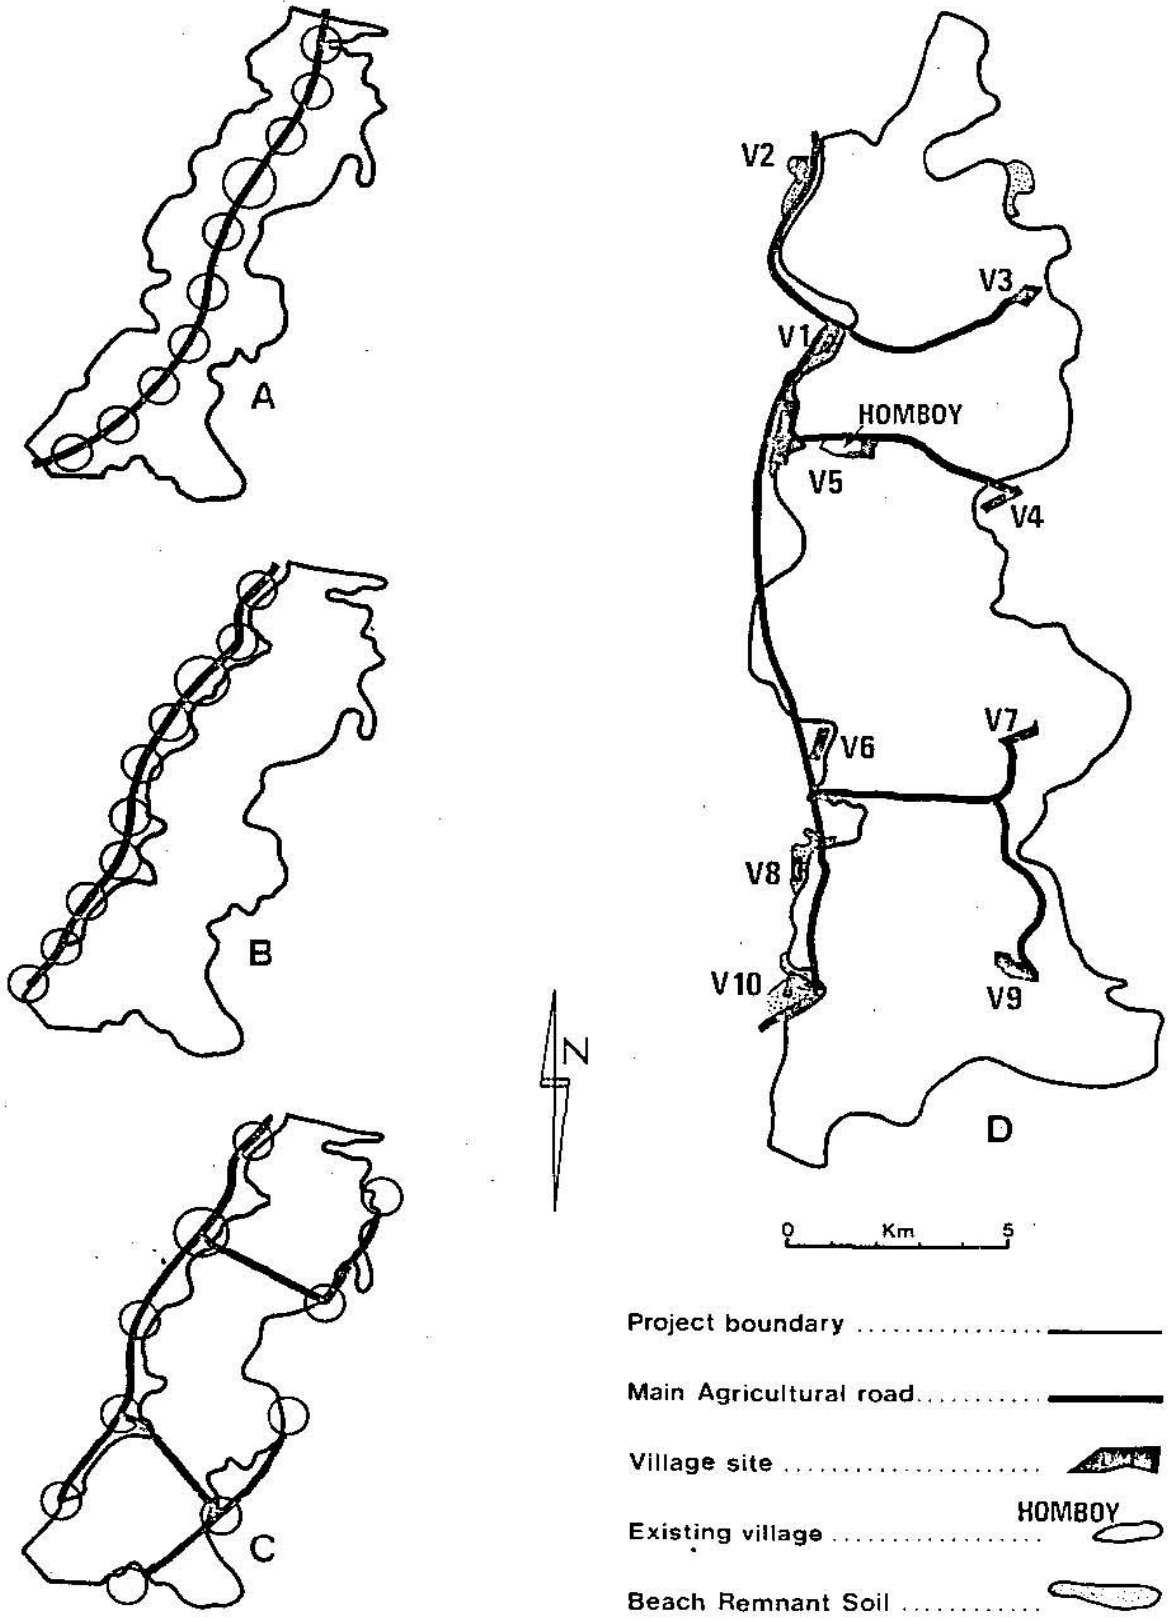 A
B
C
N
V2
V3
V1
HOMBOY
V5
V4
V7
V6
V8
V10
V9
D
0 Km 5
Project boundary ................
Main Agricultural road............
Village site ......................
HOMBOY
Existing village ..................
Beach Remnant Soil ............